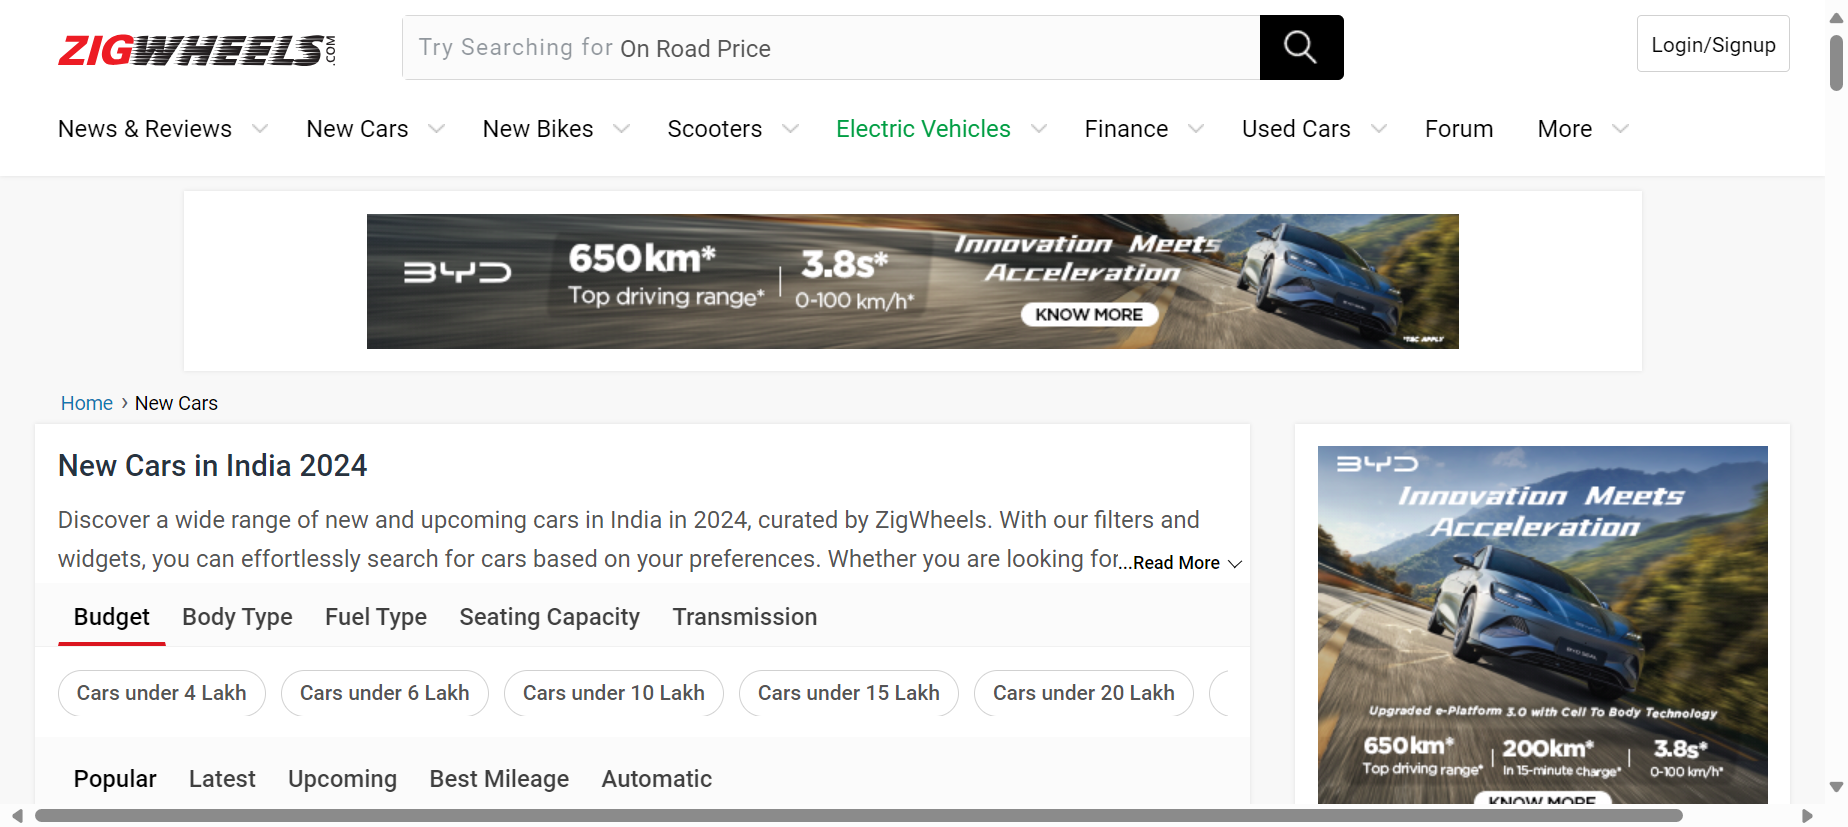 ZIGWHEELS.COM
Try Searching for On Road Price
Login/Signup
News & Reviews New Cars New Bikes Scooters Electric Vehicles Finance Used Cars Forum More
BYD
650km*
Top driving range*
3.8s*
0-100 km/h*
Innovation Meets
Acceleration
KNOW MORE
*T&C APPLY
Home › New Cars
New Cars in India 2024
Discover a wide range of new and upcoming cars in India in 2024, curated by ZigWheels. With our filters and
widgets, you can effortlessly search for cars based on your preferences. Whether you are looking for...Read More
Budget Body Type Fuel Type Seating Capacity Transmission
Cars under 4 Lakh Cars under 6 Lakh Cars under 10 Lakh Cars under 15 Lakh Cars under 20 Lakh
Popular Latest Upcoming Best Mileage Automatic
BYD
Innovation Meets
Acceleration
BYD SEAL
Upgraded e-Platform 3.0 with Cell To Body Technology
650km* 200km* 3.8s*
Top driving range* In 15-minute charge* 0-100 km/h*
KNOW MORE